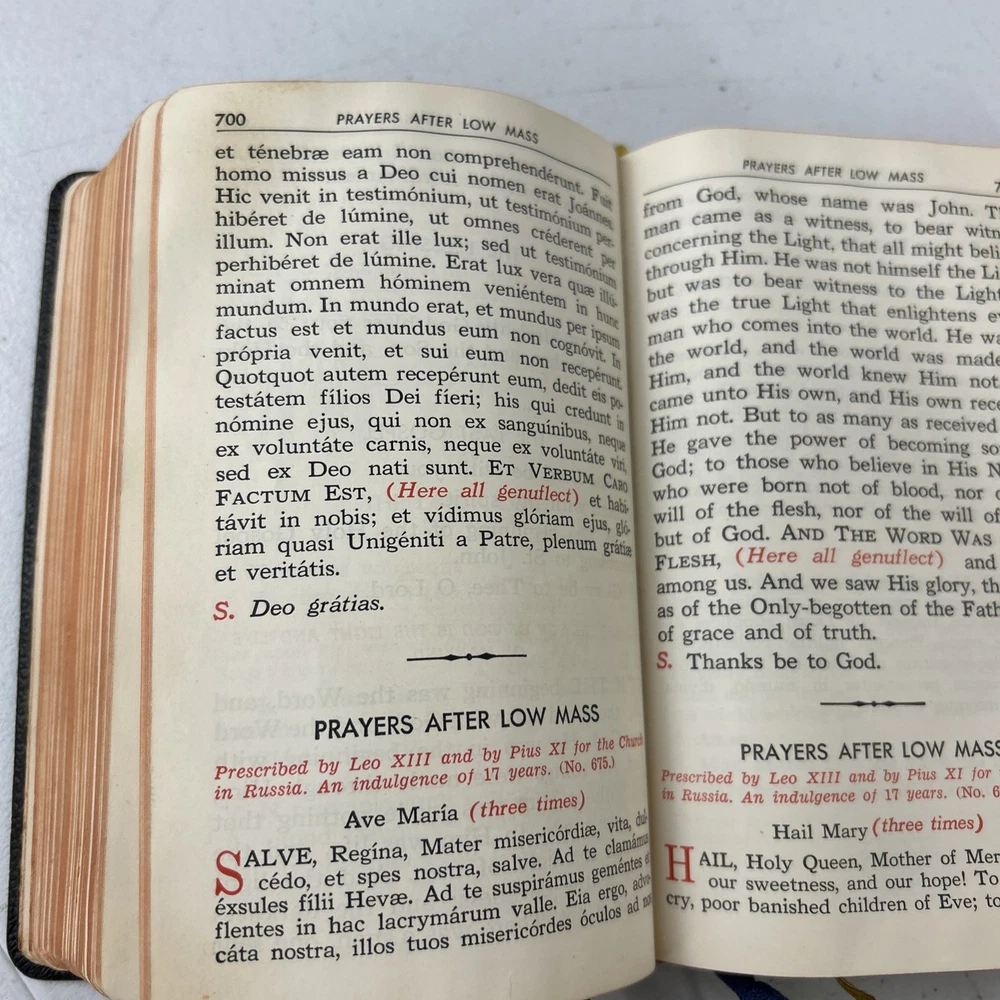 700 PRAYERS AFTER LOW MASS
et ténebræ eam non comprehendérunt. Fuit
homo missus a Deo cui nomen erat Joánnes.
Hic venit in testimónium, ut testimónium per-
hibéret de lúmine, ut omnes créderent per
illum. Non erat ille lux; sed ut testimónium
perhibéret de lúmine. Erat lux vera quæ illú-
minat omnem hóminem veniéntem in hunc
mundum. In mundo erat, et mundus per ipsum
factus est et mundus eum non cognóvit. In
própria venit, et sui eum non recepérunt.
Quotquot autem recepérunt eum, dedit eis po-
testátem fílios Dei fíeri; his qui credunt in
nómine ejus, qui non ex sanguínibus, neque
ex voluntáte carnis, neque ex voluntáte viri,
sed ex Deo nati sunt. ET VERBUM CARO
FACTUM EST, (Here all genuflect) et habi-
távit in nobis; et vídimus glóriam ejus, gló-
riam quasi Unigéniti a Patre, plenum grátiæ
et veritátis.
S. Deo grátias.
PRAYERS AFTER LOW MASS
Prescribed by Leo XIII and by Pius XI for the Church
in Russia. An indulgence of 17 years. (No. 675.)
Ave María (three times)
SALVE, Regína, Mater misericórdiæ, vita, dul-
cédo, et spes nostra, salve. Ad te clamámus
éxsules fílii Hevæ. Ad te suspirámus geméntes et
flentes in hac lacrymárum valle. Eia ergo, advo-
cáta nostra, illos tuos misericórdes óculos ad nos
PRAYERS AFTER LOW MASS
from God, whose name was John.
man came as a witness, to bear
concerning the Light, that all might
through Him. He was not himself the
but was to bear witness to the Light
was the true Light that enlightens
man who comes into the world. He
the world, and the world was made
Him, and the world knew Him not.
came unto His own, and His own
Him not. But to as many as received
He gave the power of becoming
God; to those who believe in His
who were born not of blood, nor
will of the flesh, nor of the will of
but of God. AND THE WORD WAS
FLESH, (Here all genuflect) and
among us. And we saw His glory,
as of the Only-begotten of the
of grace and of truth.
S. Thanks be to God.
PRAYERS AFTER LOW MASS
Prescribed by Leo XIII and by Pius XI for
in Russia. An indulgence of 17 years. (No.
Hail Mary (three times)
HAIL, Holy Queen, Mother of
our sweetness, and our hope! To
cry, poor banished children of Eve; to